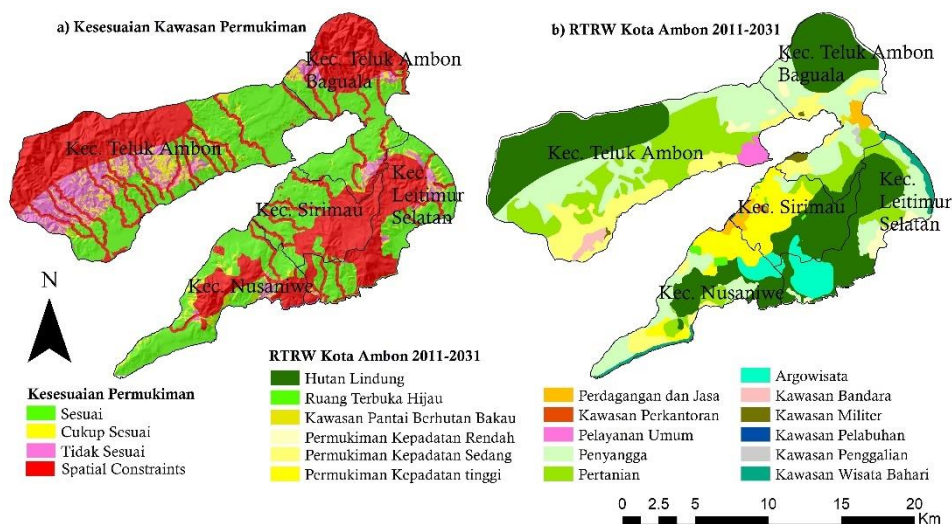 a) Kesesuaian Kawasan Permukiman
Kec. Teluk Ambon
Baguala
Kec. Teluk Ambon
Kec. Sirimau
Kec.
Leitimur
Selatan
Kec. Nusaniwe
N
Kesesuaian Permukiman
Sesuai
Cukup Sesuai
Tidak Sesuai
Spatial Constraints
b) RTRW Kota Ambon 2011-2031
Kec. Teluk Ambon
Baguala
Kec. Teluk Ambon
Kec. Sirimau
Kec.
Leitimur
Selatan
Kec. Nusaniwe
RTRW Kota Ambon 2011-2031
Hutan Lindung
Ruang Terbuka Hijau
Kawasan Pantai Berhutan Bakau
Permukiman Kepadatan Rendah
Permukiman Kepadatan Sedang
Permukiman Kepadatan tinggi
Perdagangan dan Jasa
Kawasan Perkantoran
Pelayanan Umum
Penyangga
Pertanian
Argowisata
Kawasan Bandara
Kawasan Militer
Kawasan Pelabuhan
Kawasan Penggalian
Kawasan Wisata Bahari
0 2.5 5 10 15 20
Km